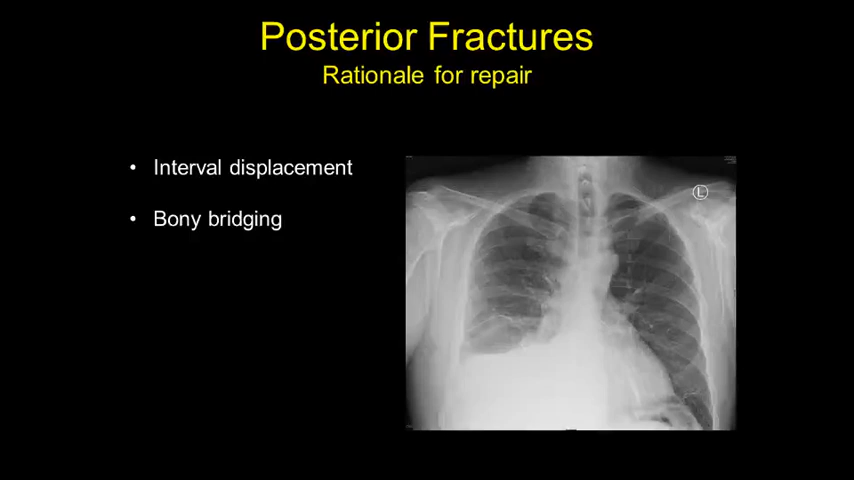 Posterior Fractures
Rationale for repair
• Interval displacement
• Bony bridging
L